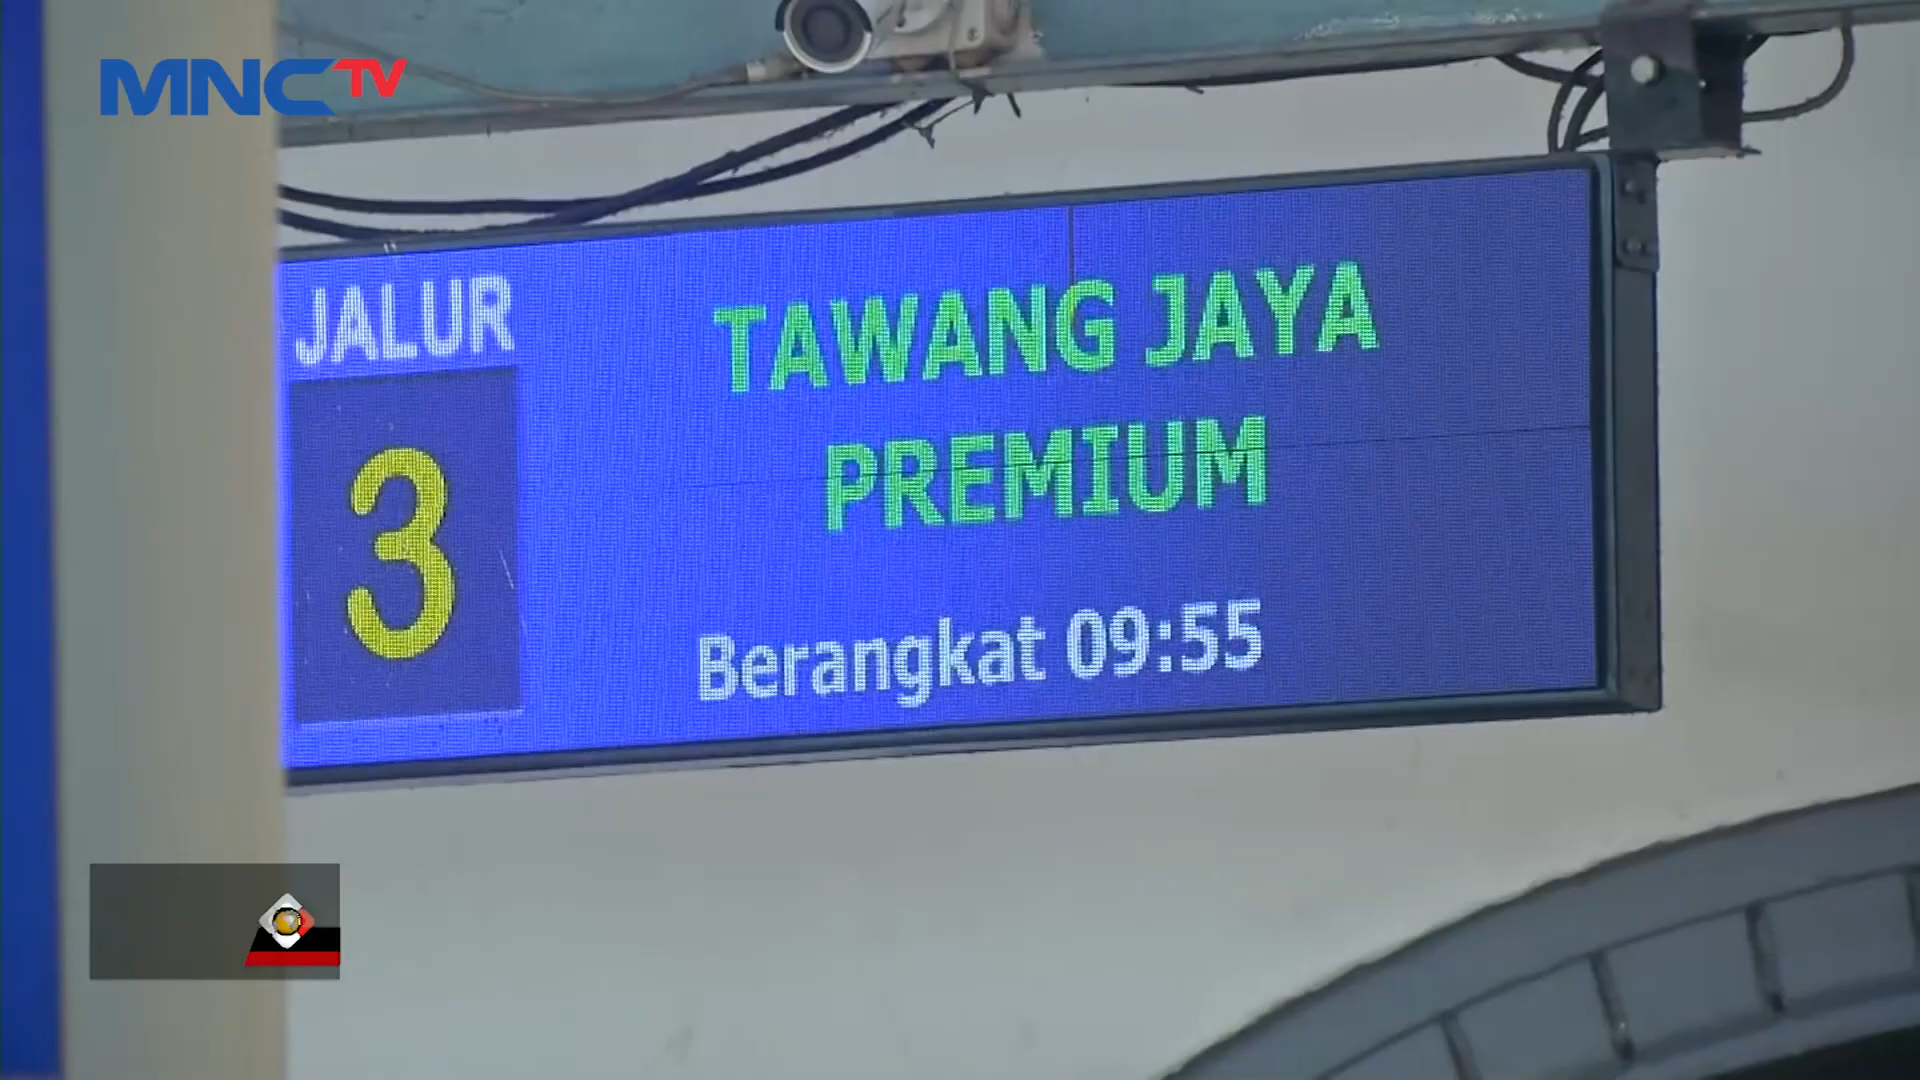 MNCTV
JALUR
3
TAWANG JAYA
PREMIUM
Berangkat 09:55